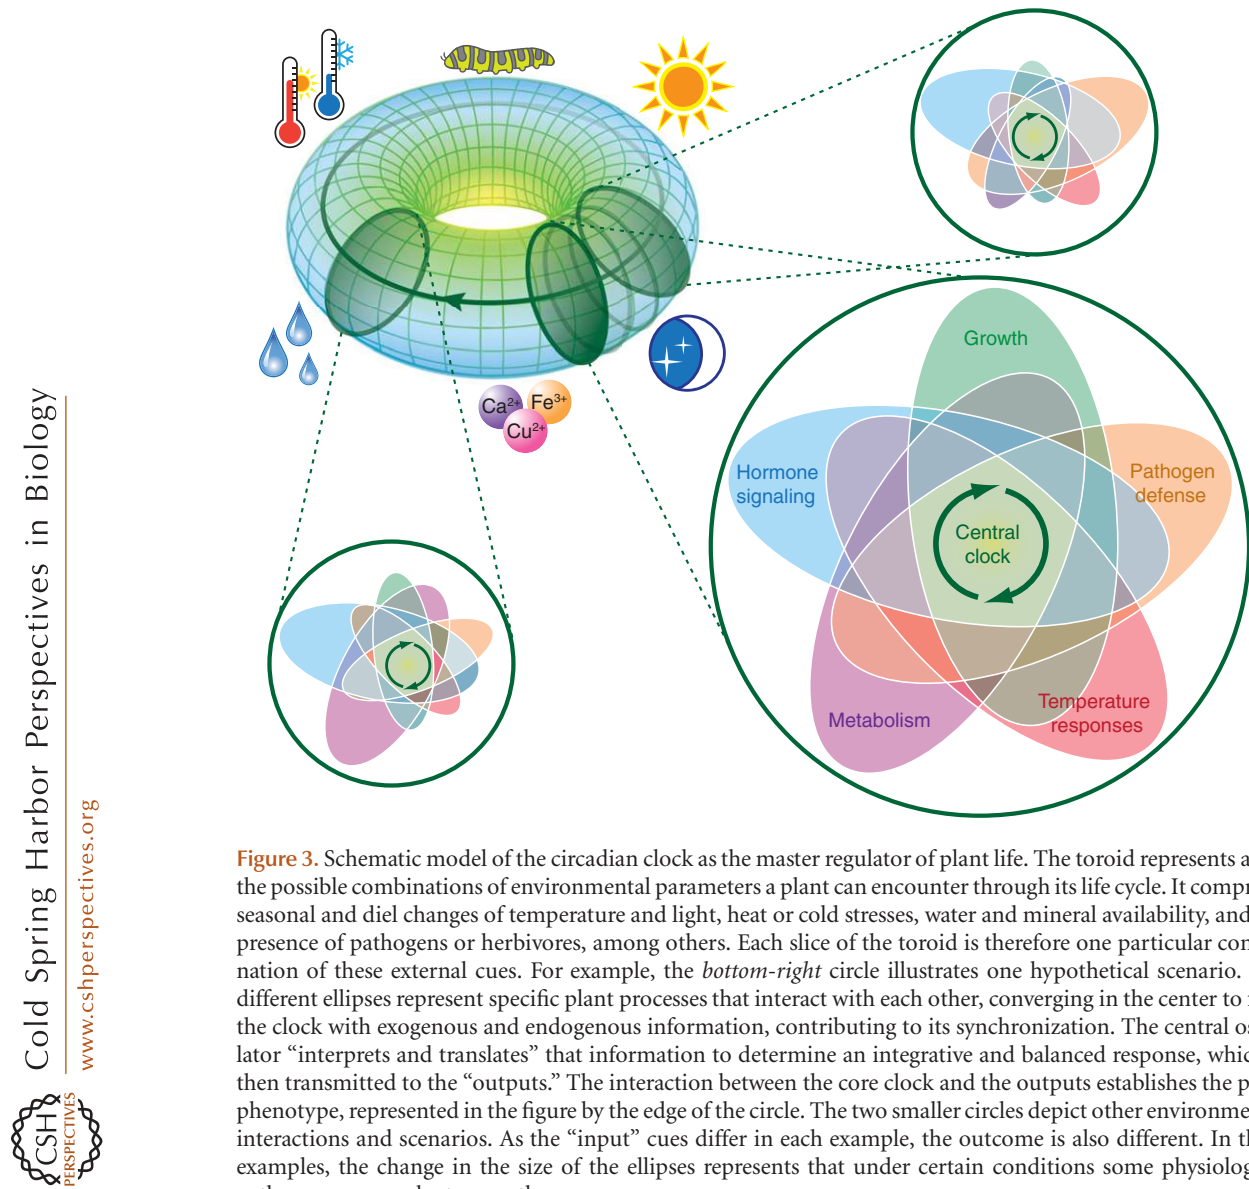 Ca2+
Fe3+
Cu2+
Growth
Hormone
signaling
Pathogen
defense
Central
clock
Metabolism
Temperature
responses
Figure 3. Schematic model of the circadian clock as the master regulator of plant life. The toroid represents a
the possible combinations of environmental parameters a plant can encounter through its life cycle. It compr
seasonal and diel changes of temperature and light, heat or cold stresses, water and mineral availability, and
presence of pathogens or herbivores, among others. Each slice of the toroid is therefore one particular com
nation of these external cues. For example, the bottom-right circle illustrates one hypothetical scenario.
different ellipses represent specific plant processes that interact with each other, converging in the center to
the clock with exogenous and endogenous information, contributing to its synchronization. The central os
lator “interprets and translates” that information to determine an integrative and balanced response, whic
then transmitted to the “outputs.” The interaction between the core clock and the outputs establishes the p
phenotype, represented in the figure by the edge of the circle. The two smaller circles depict other environme
interactions and scenarios. As the “input” cues differ in each example, the outcome is also different. In th
examples, the change in the size of the ellipses represents that under certain conditions some physiolog
Cold Spring Harbor Perspectives in Biology
www.cshperspectives.org
CSH
PERSPECTIVES